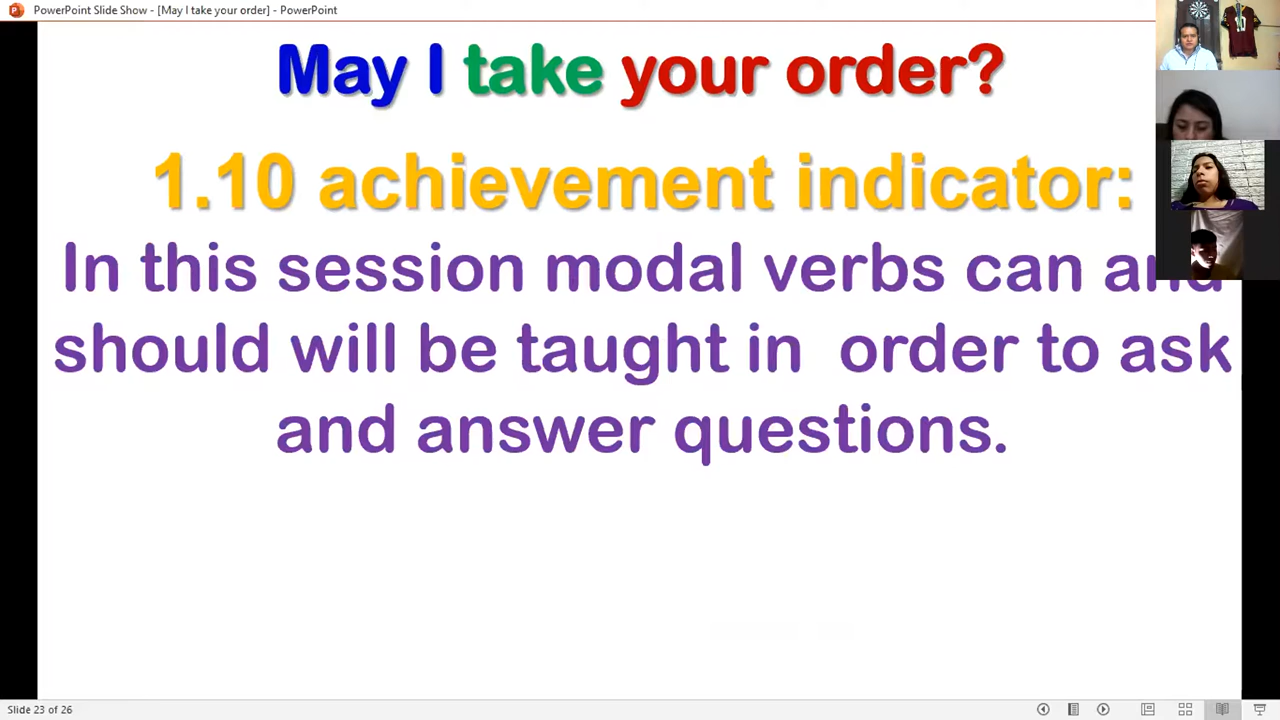 PowerPoint Slide Show - [May I take your order] - PowerPoint
May I take your order?
1.10 achievement indicator:
In this session modal verbs can and
should will be taught in order to ask
and answer questions.
Slide 23 of 26